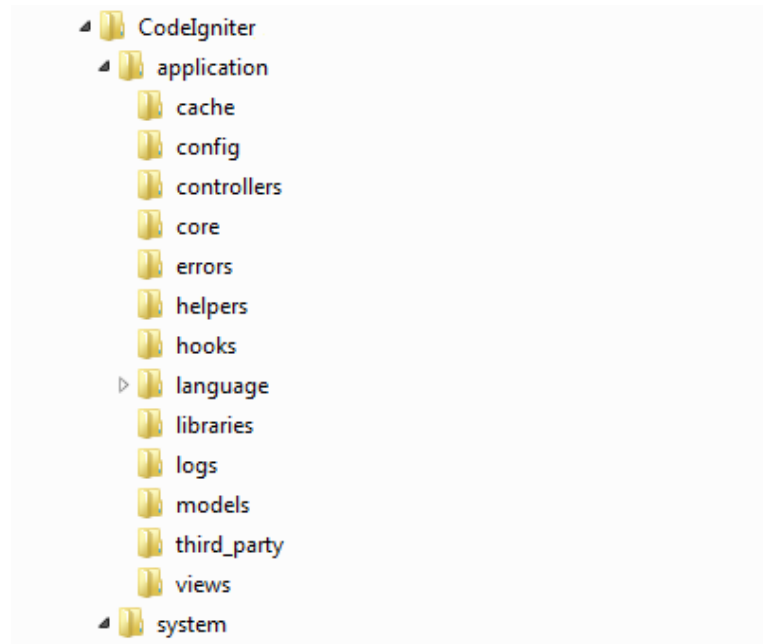 CodeIgniter
application
cache
config
controllers
core
errors
helpers
hooks
language
libraries
logs
models
third_party
views
system